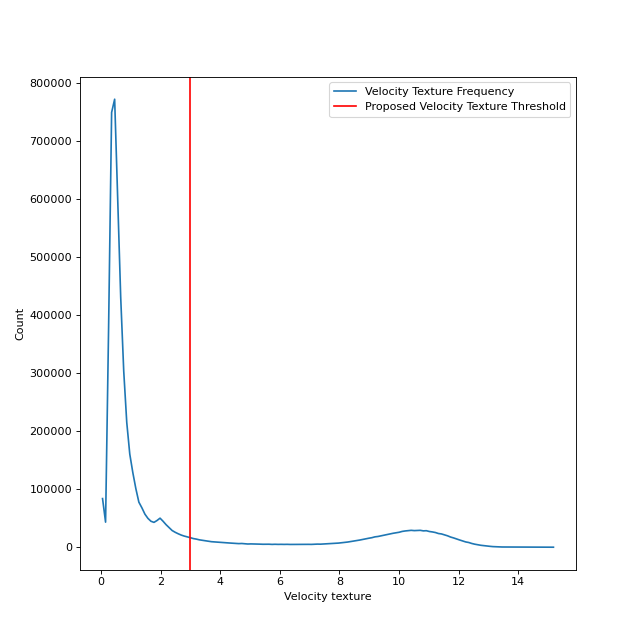 800000
700000
600000
500000
400000
300000
200000
100000
0
Count
Velocity Texture Frequency
Proposed Velocity Texture Threshold
0 2 4 6 8 10 12 14
Velocity texture